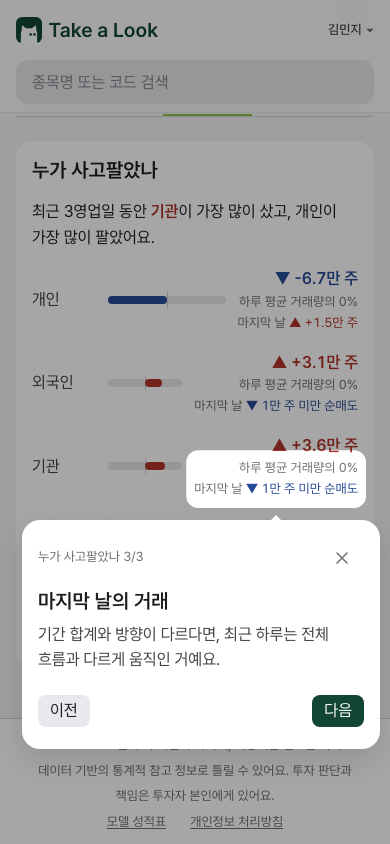 Take a Look
김민지
종목명 또는 코드 검색
누가 사고팔았나
최근 3영업일 동안 기관이 가장 많이 샀고, 개인이
가장 많이 팔았어요.
▼ -6.7만 주
개인
하루 평균 거래량의 0%
마지막 날 ▲ +1.5만 주
▲ +3.1만 주
외국인
하루 평균 거래량의 0%
마지막 날 ▼ 1만 주 미만 순매도
▲ +3.6만 주
기관
하루 평균 거래량의 0%
마지막 날 ▼ 1만 주 미만 순매도
누가 사고팔았나 3/3
마지막 날의 거래
기간 합계와 방향이 다르다면, 최근 하루는 전체
흐름과 다르게 움직인 거예요.
이전
다음
데이터 기반의 통계적 참고 정보로 틀릴 수 있어요. 투자 판단과
책임은 투자자 본인에게 있어요.
모델 성적표
개인정보 처리방침